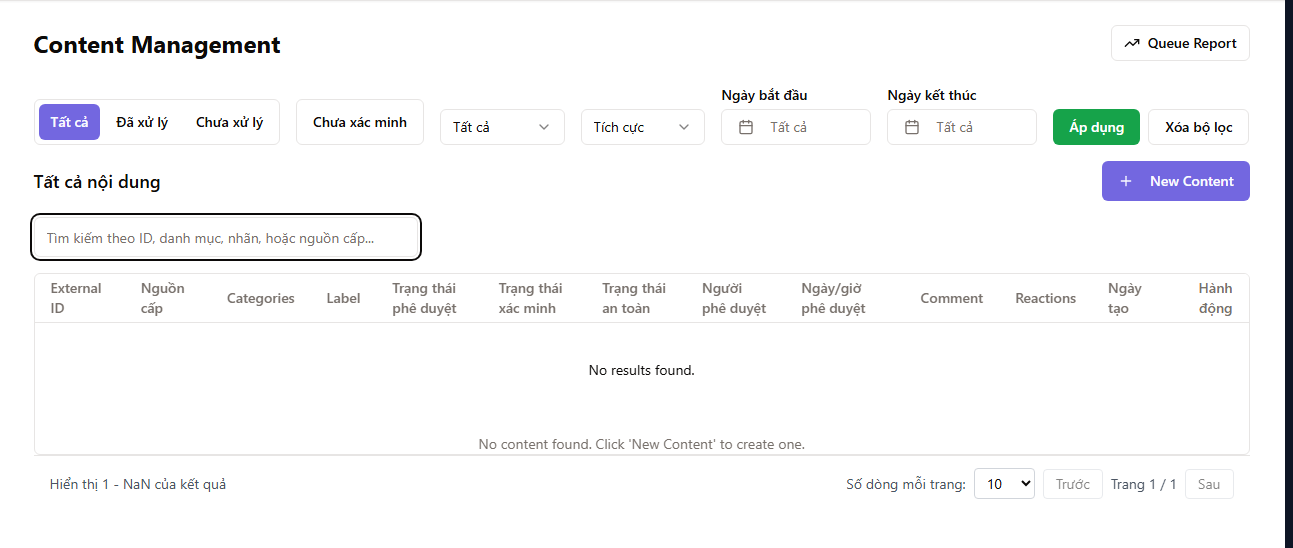 Content Management
Queue Report
Ngày bắt đầu
Ngày kết thúc
Tất cả
Đã xử lý
Chưa xử lý
Chưa xác minh
Tất cả
Tích cực
Tất cả
Tất cả
Áp dụng
Xóa bộ lọc
Tất cả nội dung
New Content
Tìm kiếm theo ID, danh mục, nhãn, hoặc nguồn cấp...
External
ID
Nguồn
cấp
Categories
Label
Trạng thái
phê duyệt
Trạng thái
xác minh
Trạng thái
an toàn
Người
phê duyệt
Ngày/giờ
phê duyệt
Comment
Reactions
Ngày
tạo
Hành
động
No results found.
No content found. Click 'New Content' to create one.
Hiển thị 1 - NaN của kết quả
Số dòng mỗi trang:
10
Trước
Trang 1 / 1
Sau